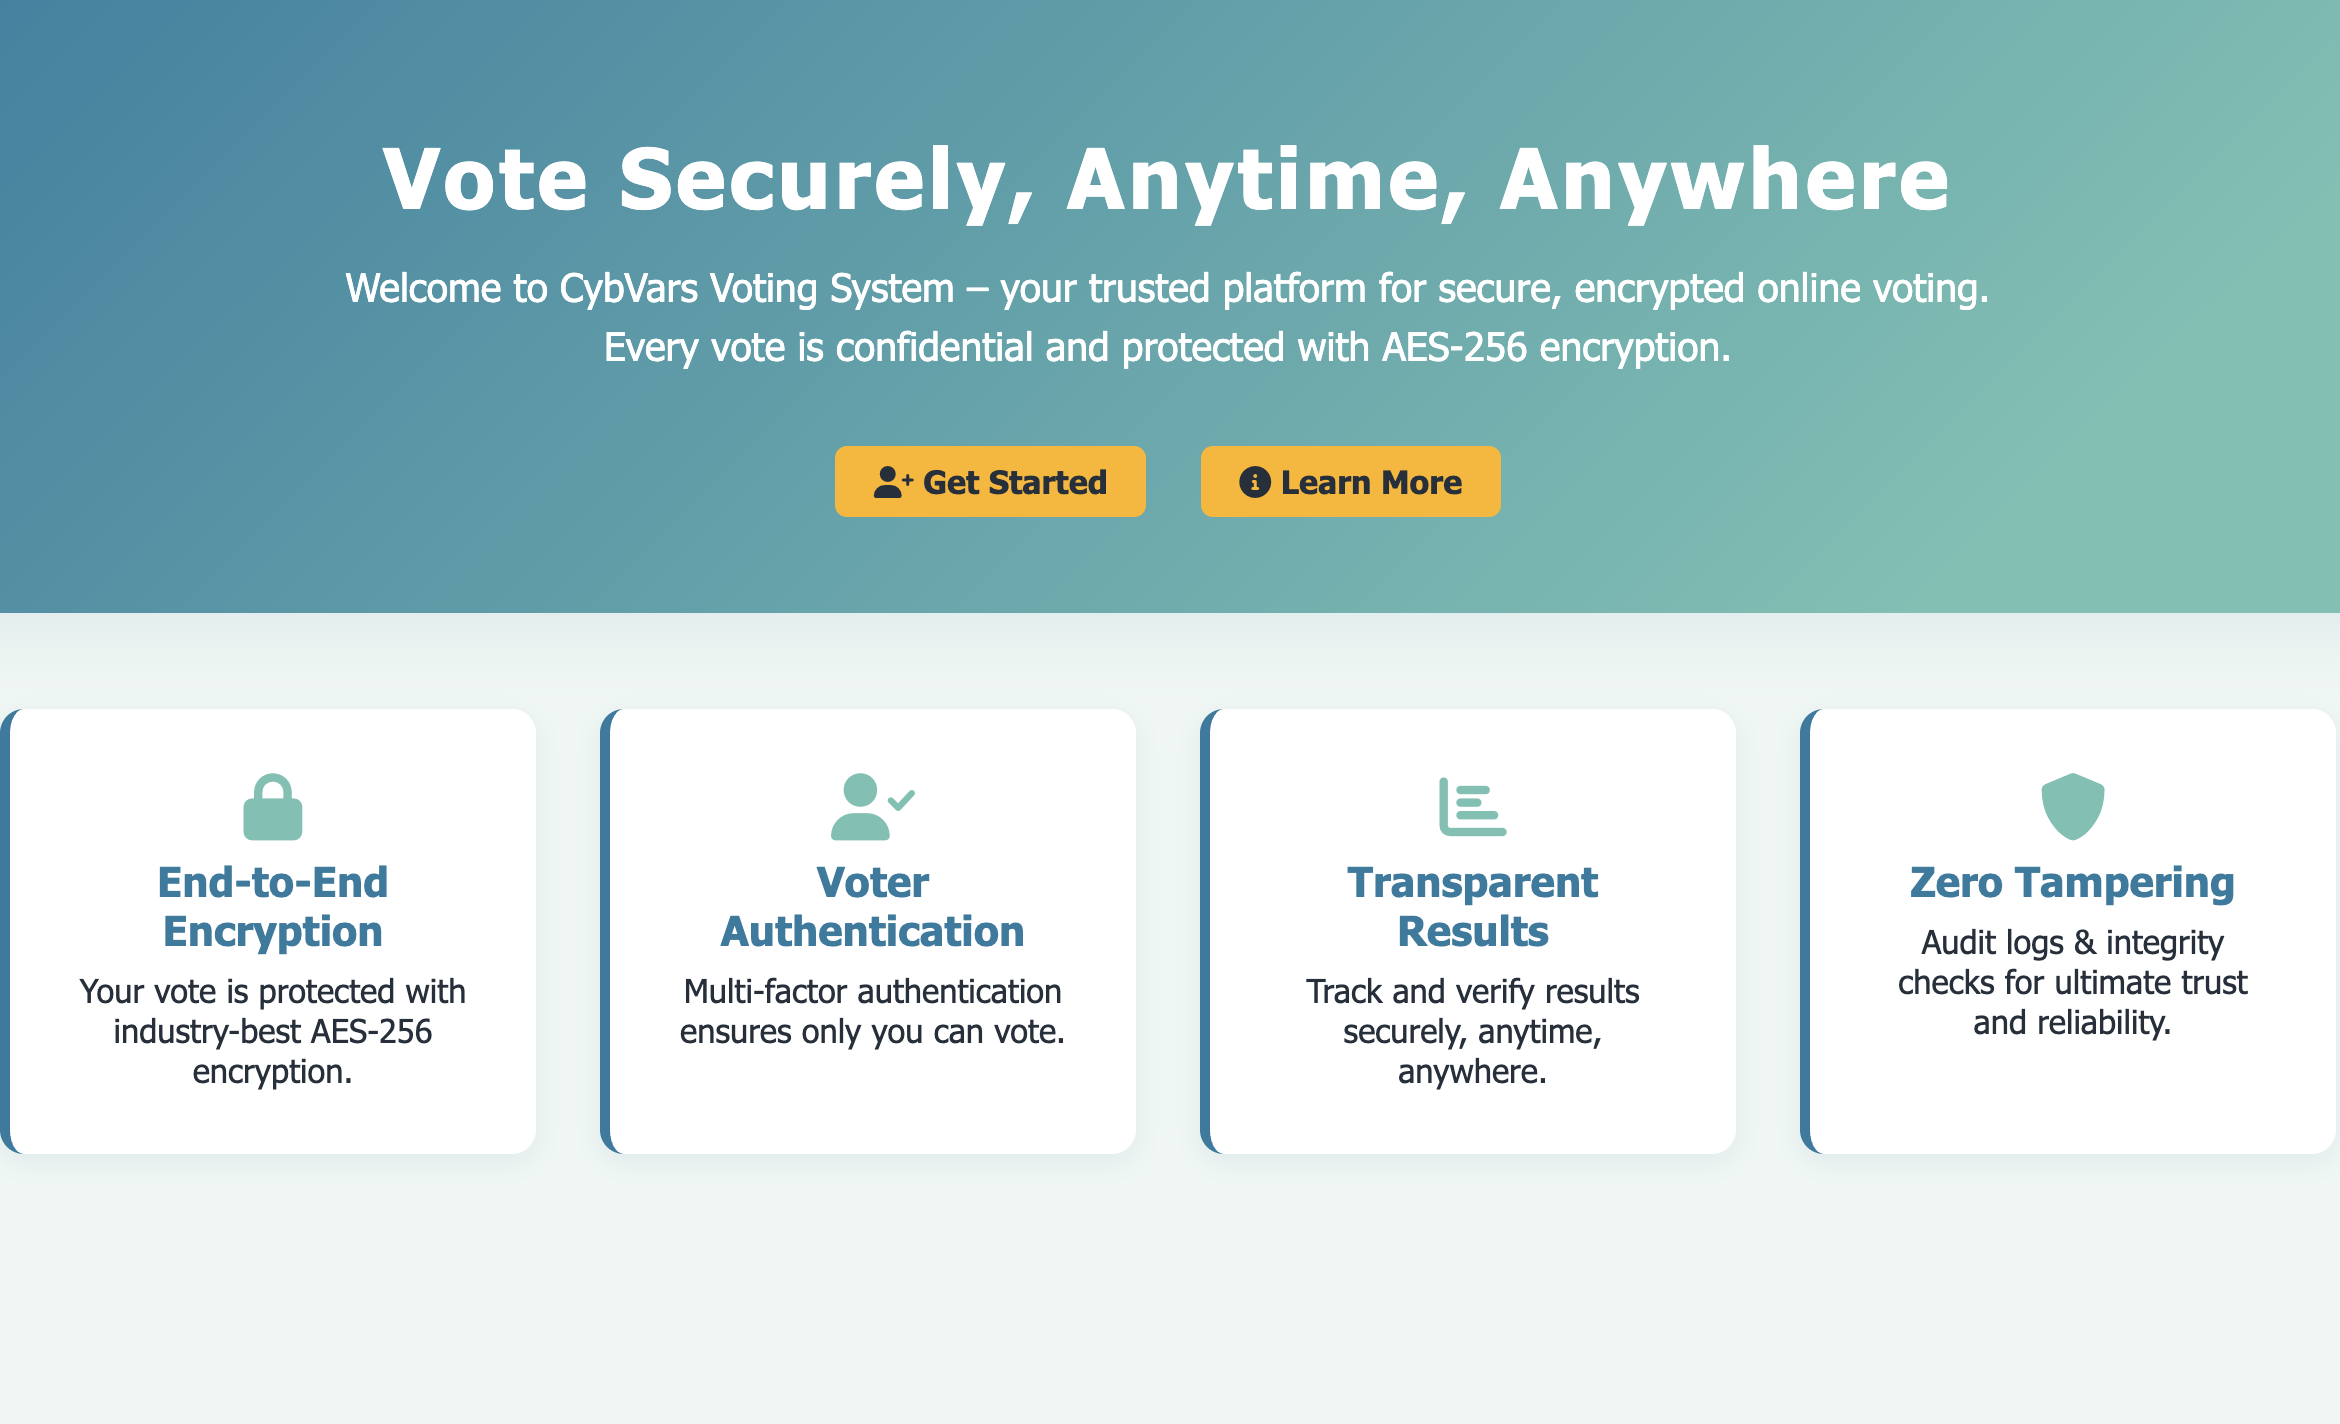 Vote Securely, Anytime, Anywhere
Welcome to CybVars Voting System – your trusted platform for secure, encrypted online voting.
Every vote is confidential and protected with AES-256 encryption.
Get Started
Learn More
End-to-End
Encryption
Your vote is protected with
industry-best AES-256
encryption.
Voter
Authentication
Multi-factor authentication
ensures only you can vote.
Transparent
Results
Track and verify results
securely, anytime,
anywhere.
Zero Tampering
Audit logs & integrity
checks for ultimate trust
and reliability.